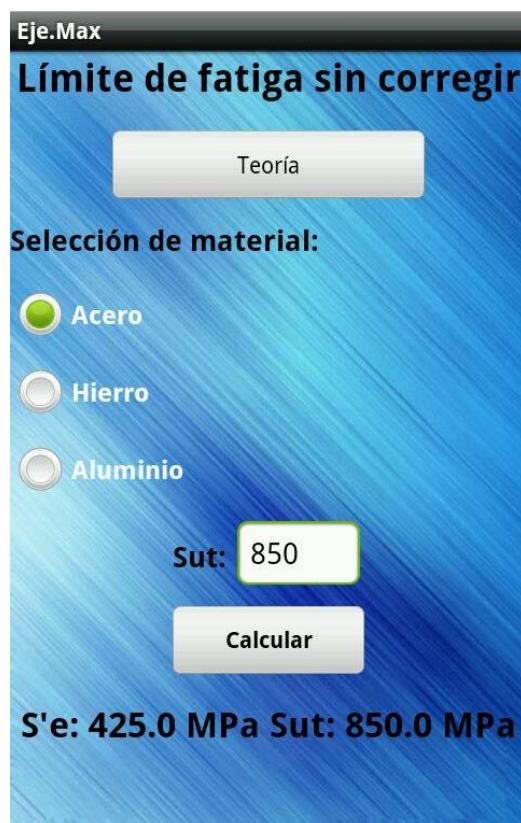 Eje.Max
Límite de fatiga sin corregir
Teoría
Selección de material:
Acero
Hierro
Aluminio
Sut: 850
Calcular
S'e: 425.0 MPa Sut: 850.0 MPa